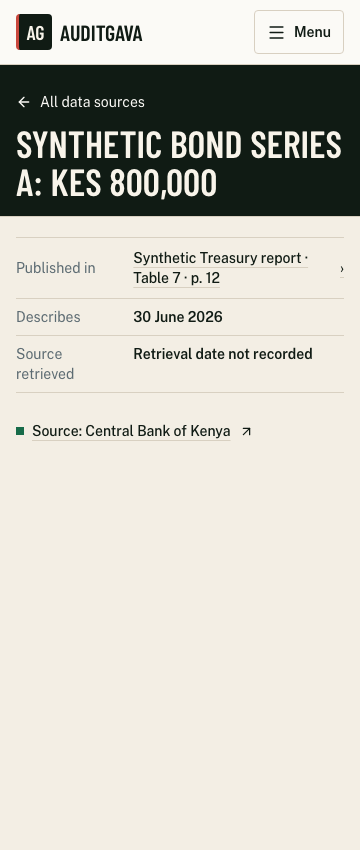 AG AUDITGAVA
Menu
← All data sources
SYNTHETIC BOND SERIES
A: KES 800,000
Published in
Synthetic Treasury report ·
Table 7 · p. 12
›
Describes
30 June 2026
Source
retrieved
Retrieval date not recorded
Source: Central Bank of Kenya ↗